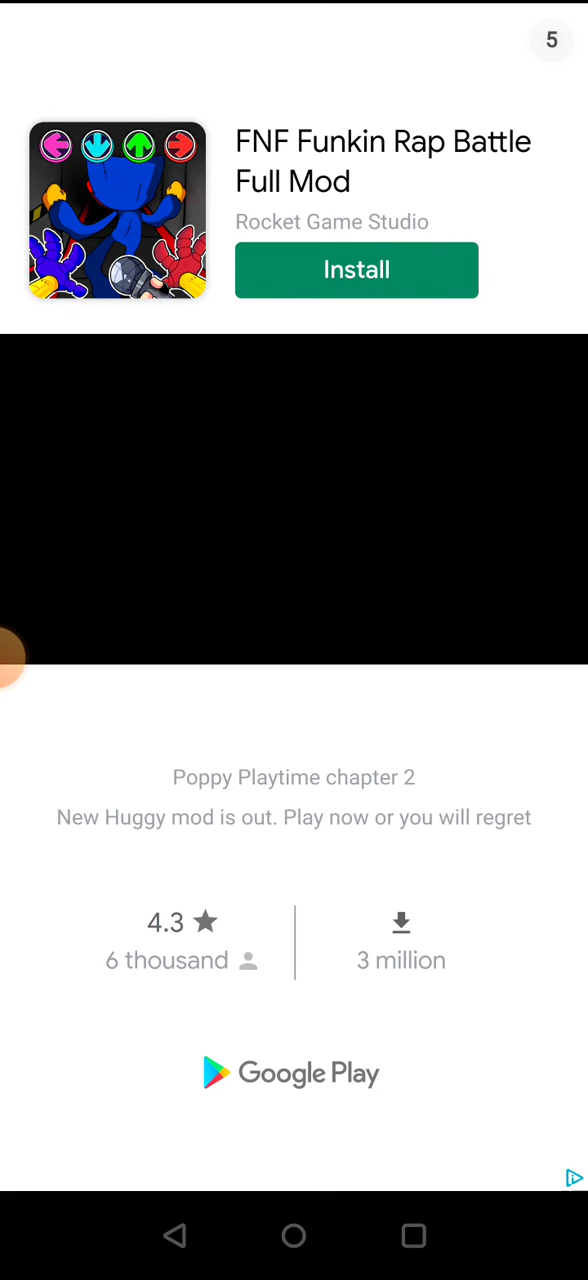 5
FNF Funkin Rap Battle
Full Mod
Rocket Game Studio
Install
Poppy Playtime chapter 2
New Huggy mod is out. Play now or you will regret
4.3
6 thousand
3 million
Google Play